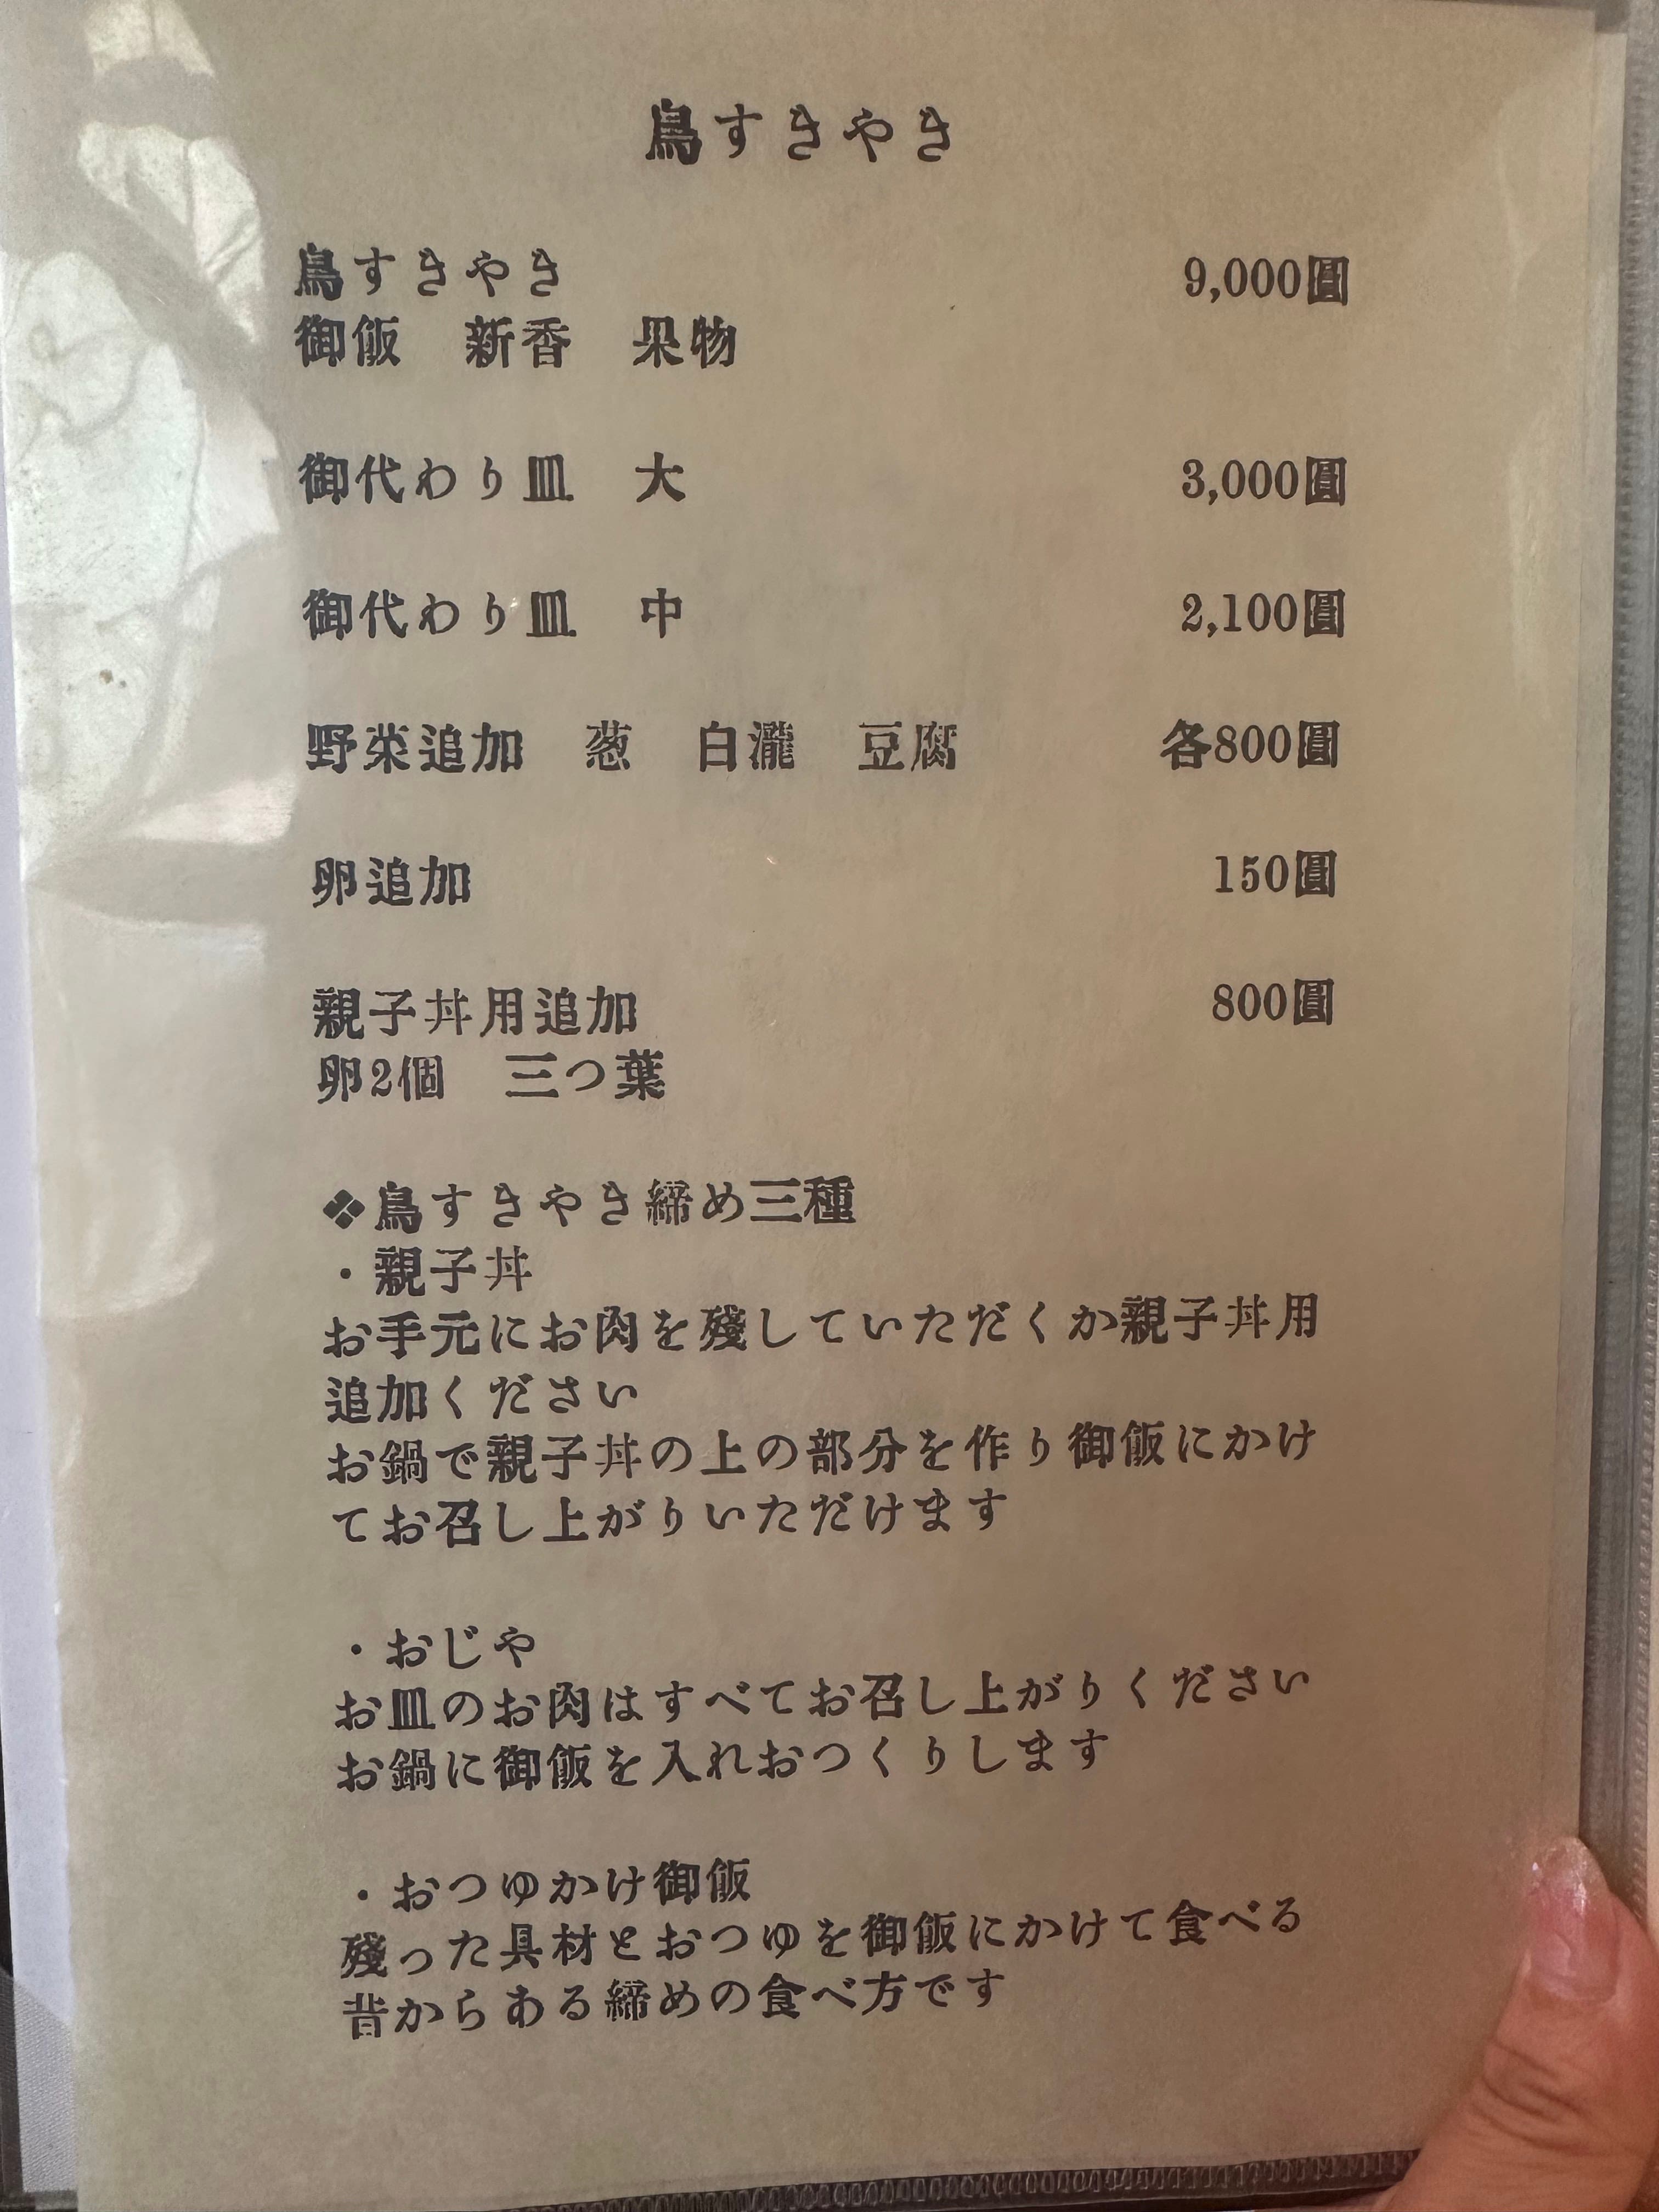 鳥すきやき
鳥すきやき 9,000圓
御飯 新香 果物
御代わり皿 大 3,000圓
御代わり皿 中 2,100圓
野菜追加 葱 白瀧 豆腐 各800圓
卵追加 150圓
親子丼用追加 800圓
卵2個 三つ葉
❖鳥すきやき締め三種
・親子丼
お手元にお肉を殘していただくか親子丼用
追加ください
お鍋で親子丼の上の部分を作り御飯にかけ
てお召し上がりいただけます
・おじや
お皿のお肉はすべてお召し上がりください
お鍋に御飯を入れおつくりします
・おつゆかけ御飯
殘った具材とおつゆを御飯にかけて食べる
昔からある締めの食べ方です